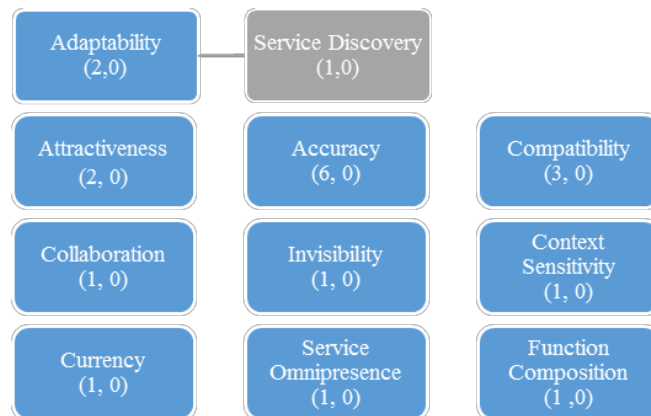 Adaptability
(2,0)
Service Discovery
(1,0)
Attractiveness
(2, 0)
Accuracy
(6, 0)
Compatibility
(3, 0)
Collaboration
(1, 0)
Invisibility
(1, 0)
Context
Sensitivity
(1, 0)
Currency
(1, 0)
Service
Omnipresence
(1, 0)
Function
Composition
(1 ,0)